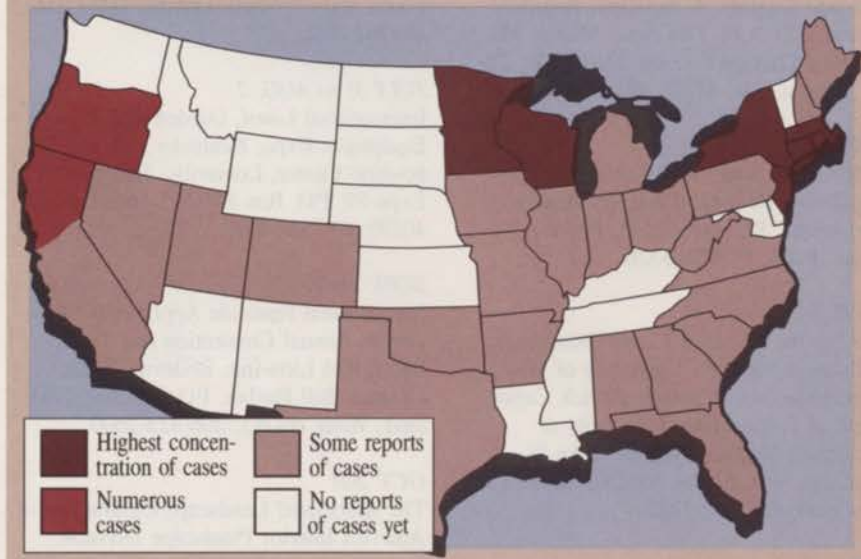 Highest concen-
tration of cases
Numerous
cases
Some reports
of cases
No reports
of cases yet